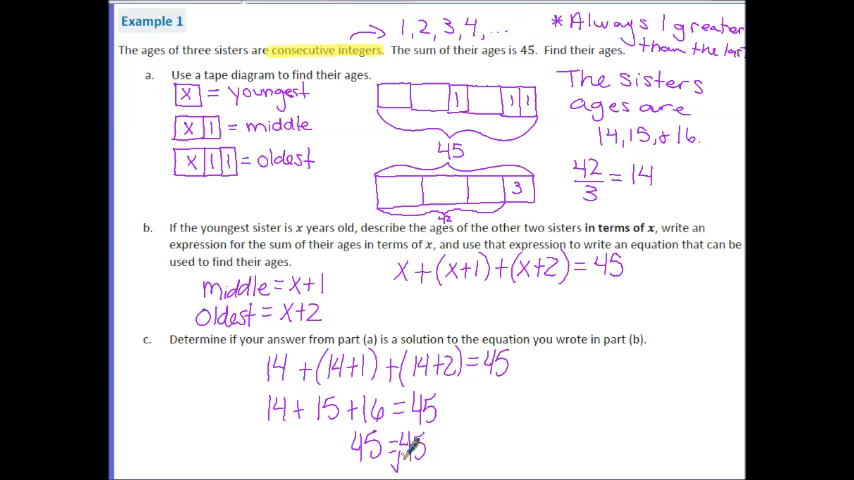 Example 1
1, 2, 3, 4, ...
*Always 1 greater
than the last
The ages of three sisters are consecutive integers. The sum of their ages is 45. Find their ages.
a. Use a tape diagram to find their ages.
x = youngest
x 1 = middle
x 1 1 = oldest
1 1 1
45
3
42
The sisters
ages are
14, 15, & 16.
42/3 = 14
b. If the youngest sister is x years old, describe the ages of the other two sisters in terms of x, write an
expression for the sum of their ages in terms of x, and use that expression to write an equation that can be
used to find their ages.
middle = x+1
oldest = x+2
x + (x+1) + (x+2) = 45
c. Determine if your answer from part (a) is a solution to the equation you wrote in part (b).
14 + (14+1) + (14+2) = 45
14 + 15 + 16 = 45
45 = 45